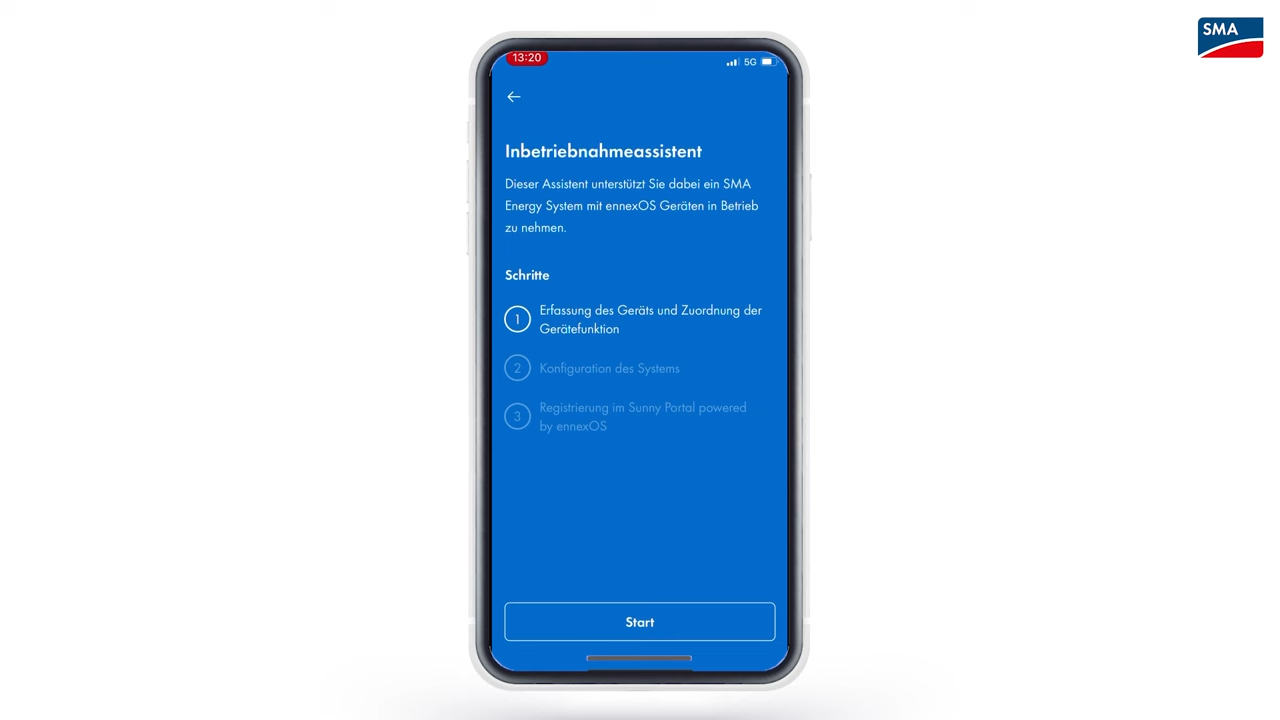 SMA
13:20
5G
Inbetriebnahmeassistent
Dieser Assistent unterstützt Sie dabei ein SMA
Energy System mit ennexOS Geräten in Betrieb
zu nehmen.
Schritte
1 Erfassung des Geräts und Zuordnung der
Gerätefunktion
2 Konfiguration des Systems
3 Registrierung im Sunny Portal powered
by ennexOS
Start